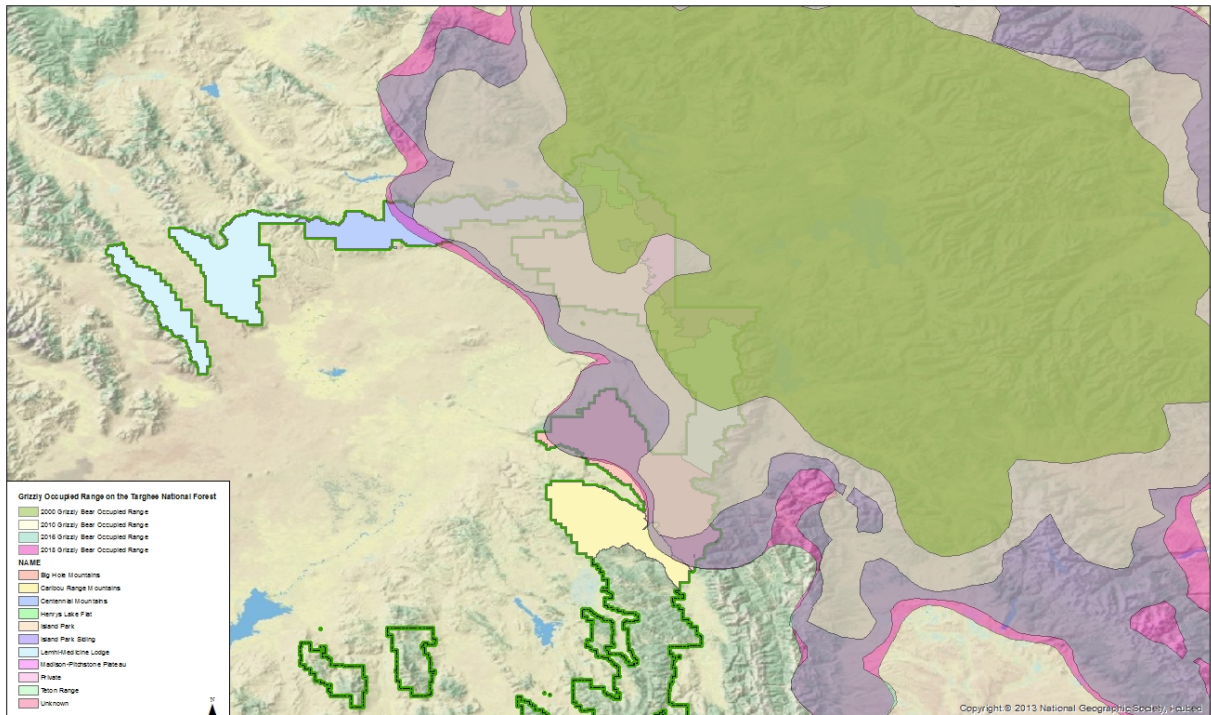 Grizzly Occupied Range on the Targhee National Forest
2000 Grizzly Bear Occupied Range
2010 Grizzly Bear Occupied Range
2016 Grizzly Bear Occupied Range
2018 Grizzly Bear Occupied Range
NAME
Big Hole Mountains
Caribou Range Mountains
Centennial Mountains
Henrys Lake Flat
Island Park
Island Park Siding
Lemhi-Medicine Lodge
Madison-Pitchstone Plateau
Private
Teton Range
Unknown
N
Copyright:© 2013 National Geographic Society, i-cubed